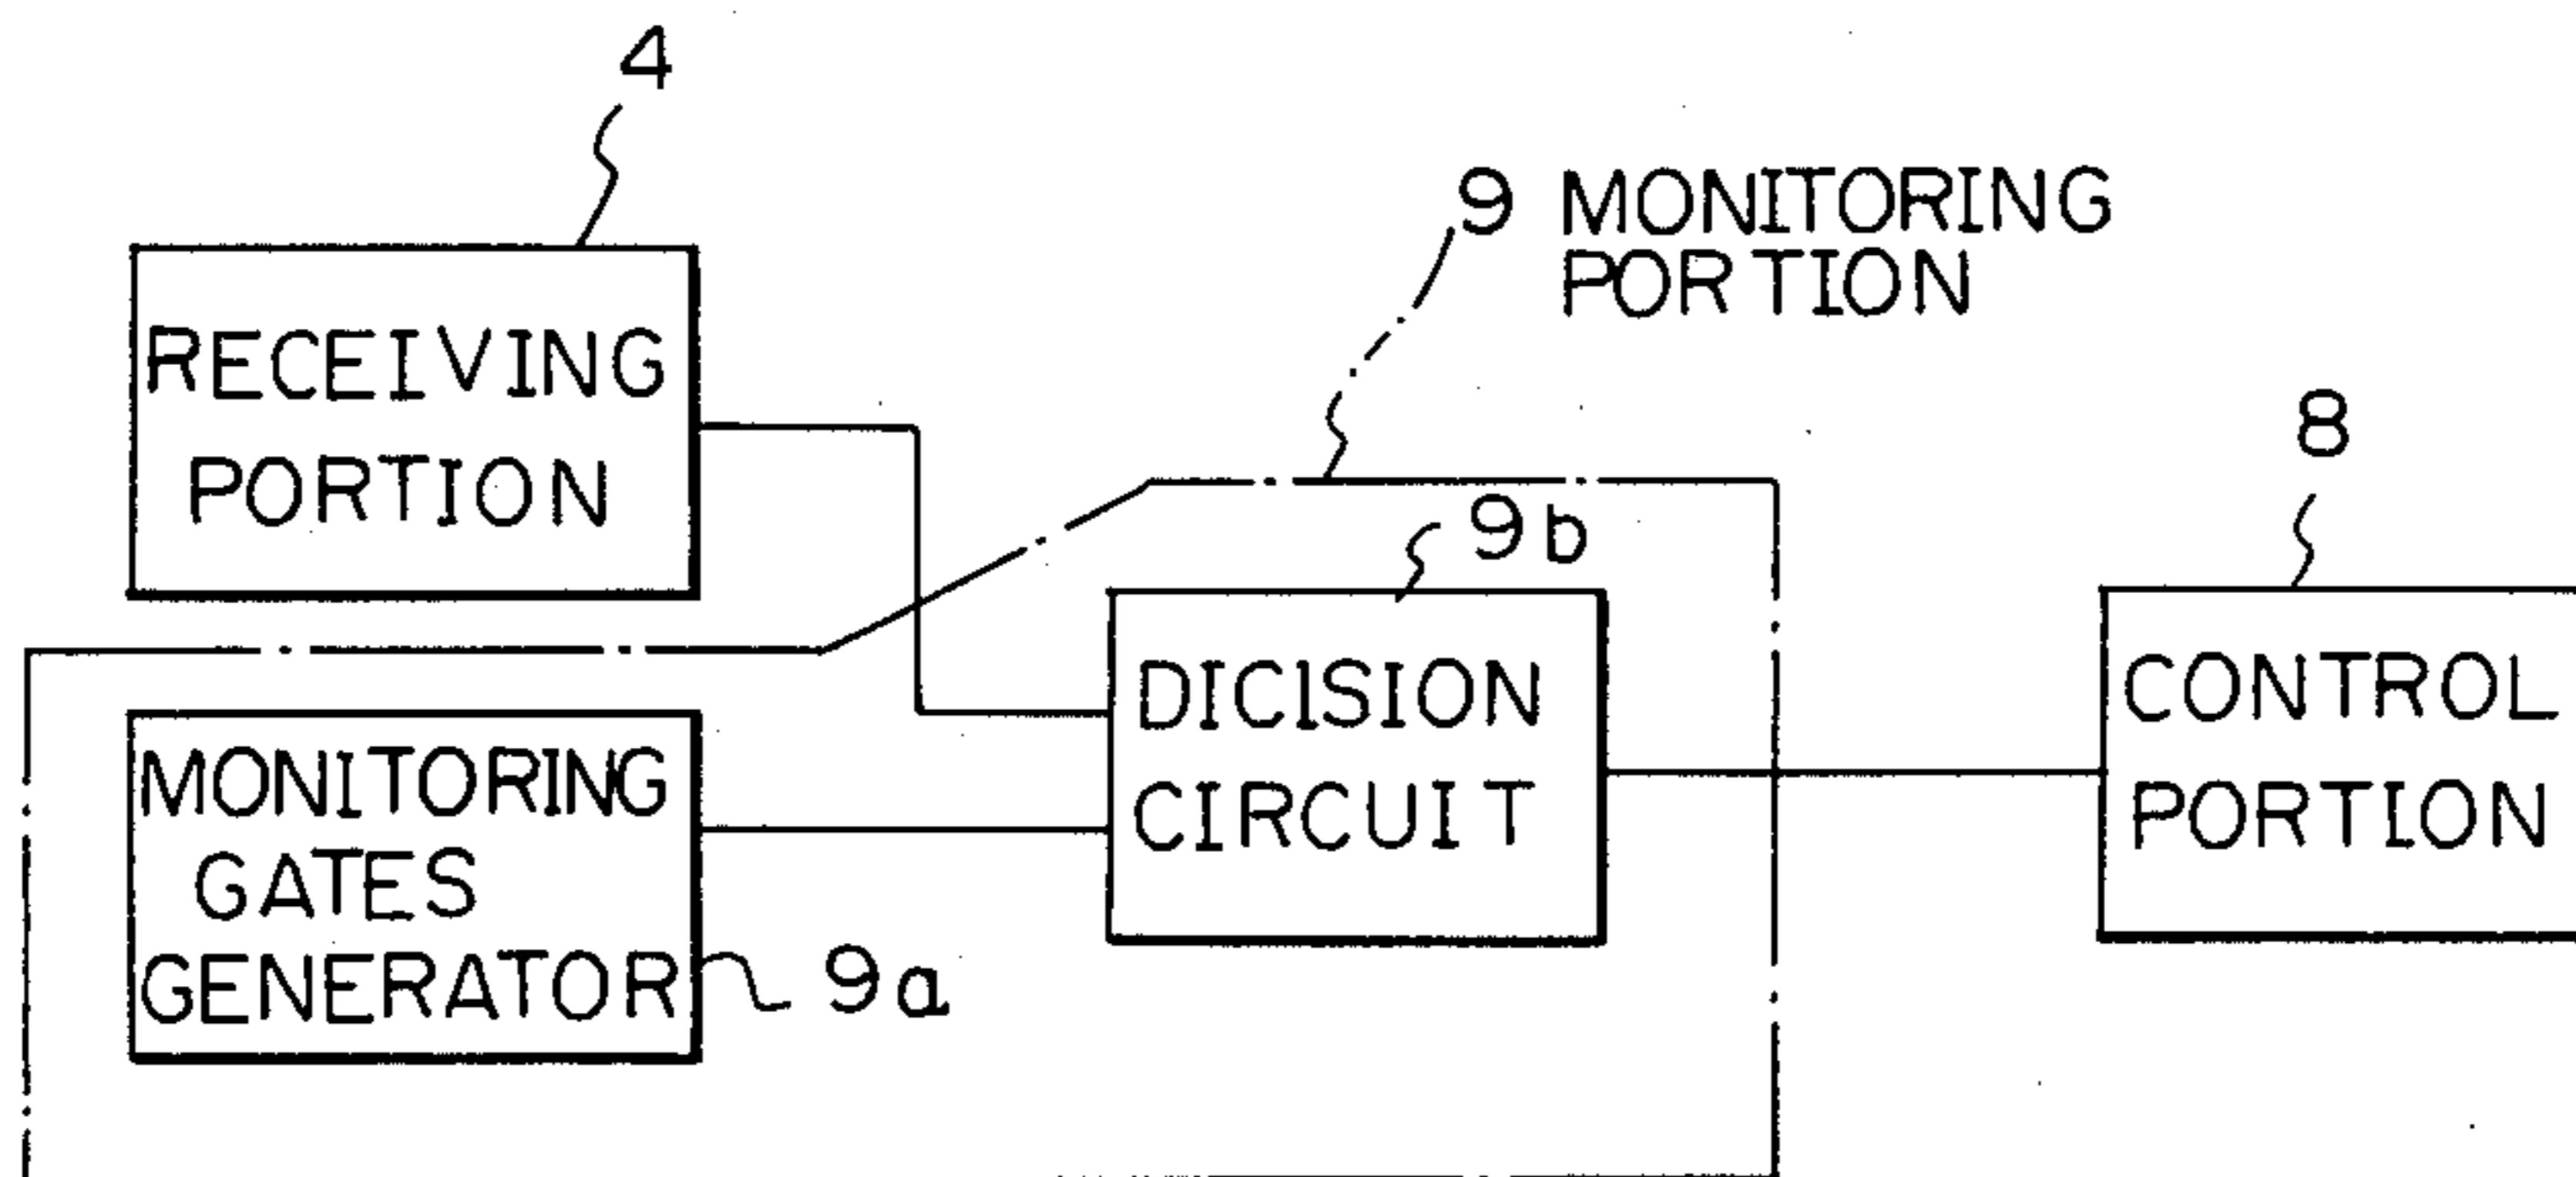 4
RECEIVING
PORTION
9 MONITORING
PORTION
9b
DICISION
CIRCUIT
8
CONTROL
PORTION
MONITORING
GATES
GENERATOR
9a